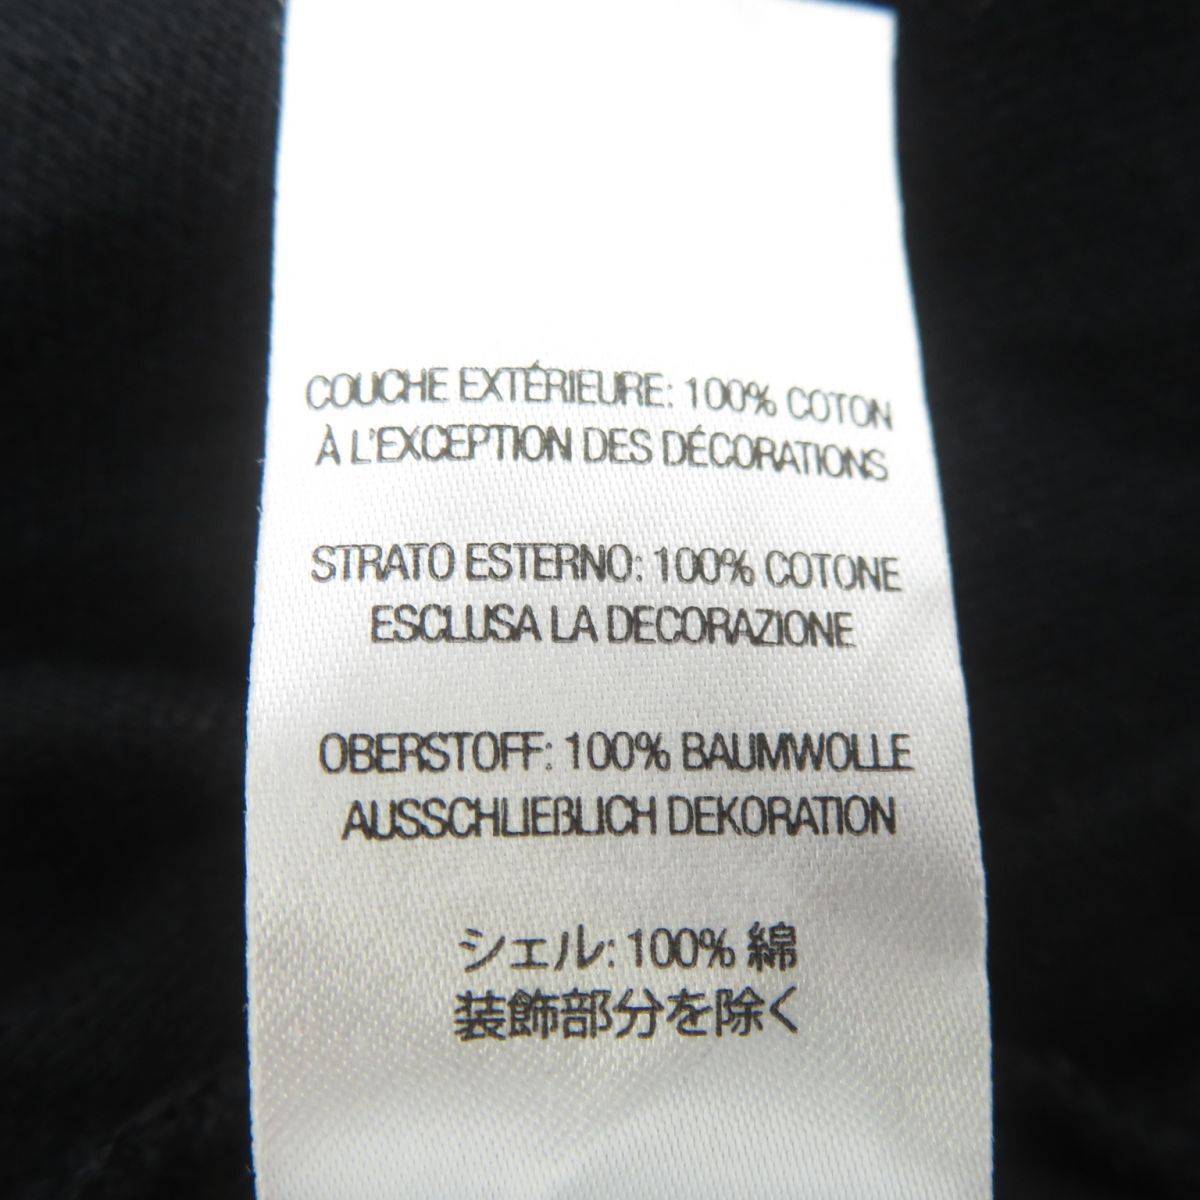 COUCHE EXTÉRIEURE: 100% COTON
À L'EXCEPTION DES DÉCORATIONS
STRATO ESTERNO: 100% COTONE
ESCLUSA LA DECORAZIONE
OBERSTOFF: 100% BAUMWOLLE
AUSSCHLIEßLICH DEKORATION
シェル: 100% 綿
装飾部分を除く